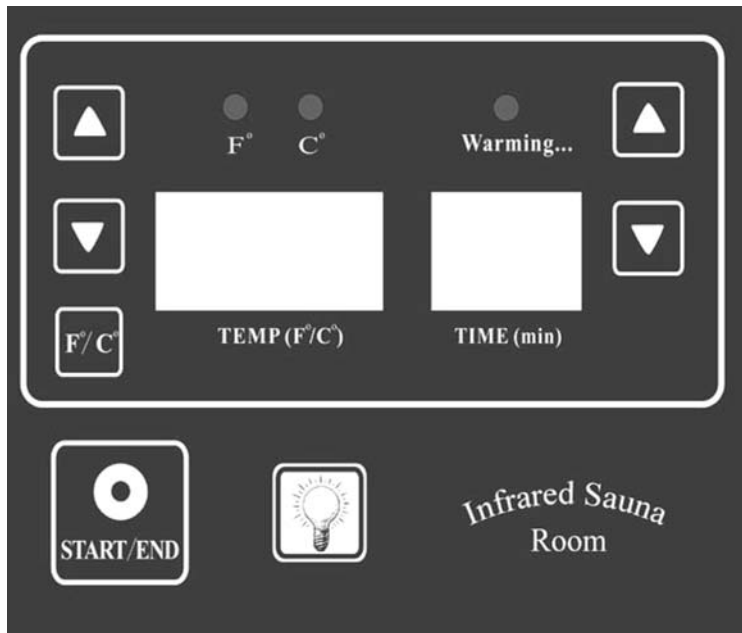 F° C° Warming...
TEMP (F°/C°) TIME (min)
F°/C°
START/END
Infrared Sauna
Room